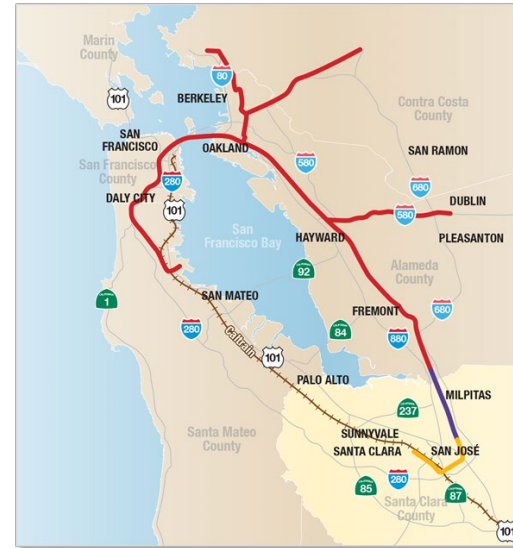 Marin
County
101
80
BERKELEY
Contra Costa
County
SAN
FRANCISCO
OAKLAND
580
SAN RAMON
San Francisco
County
280
680
DALY CITY
101
DUBLIN
580
San
Francisco Bay
HAYWARD
PLEASANTON
92
Alameda
County
1
SAN MATEO
FREMONT
680
84
280
Caltrain
880
101
PALO ALTO
MILPITAS
237
Santa Mateo
County
SUNNYVALE
SANTA CLARA
SAN JOSÉ
85
280
87
Santa Clara
County
101